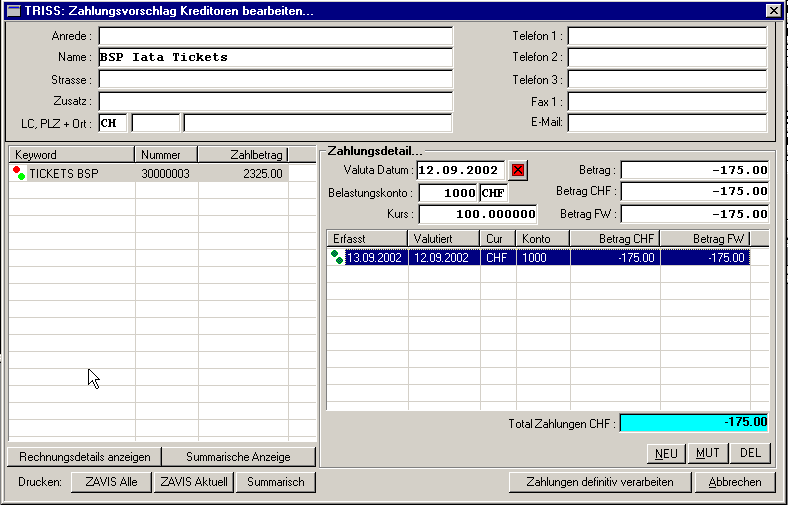 TRISS: Zahlungsvorschlag Kreditoren bearbeiten...
Anrede :
Name : BSP Iata Tickets
Strasse :
Zusatz :
LC, PLZ + Ort : CH
Telefon 1 :
Telefon 2 :
Telefon 3 :
Fax 1 :
E-Mail:
Keyword Nummer Zahlbetrag
TICKETS BSP 30000003 2325.00
Zahlungsdetail...
Valuta Datum : 12.09.2002
Belastungskonto : 1000 CHF
Kurs : 100.000000
Betrag : -175.00
Betrag CHF : -175.00
Betrag FW : -175.00
Erfasst Valutiert Cur Konto Betrag CHF Betrag FW
13.09.2002 12.09.2002 CHF 1000 -175.00 -175.00
Total Zahlungen CHF : -175.00
NEU MUT DEL
Rechnungsdetails anzeigen Summarische Anzeige
Drucken: ZAVIS Alle ZAVIS Aktuell Summarisch
Zahlungen definitiv verarbeiten Abbrechen